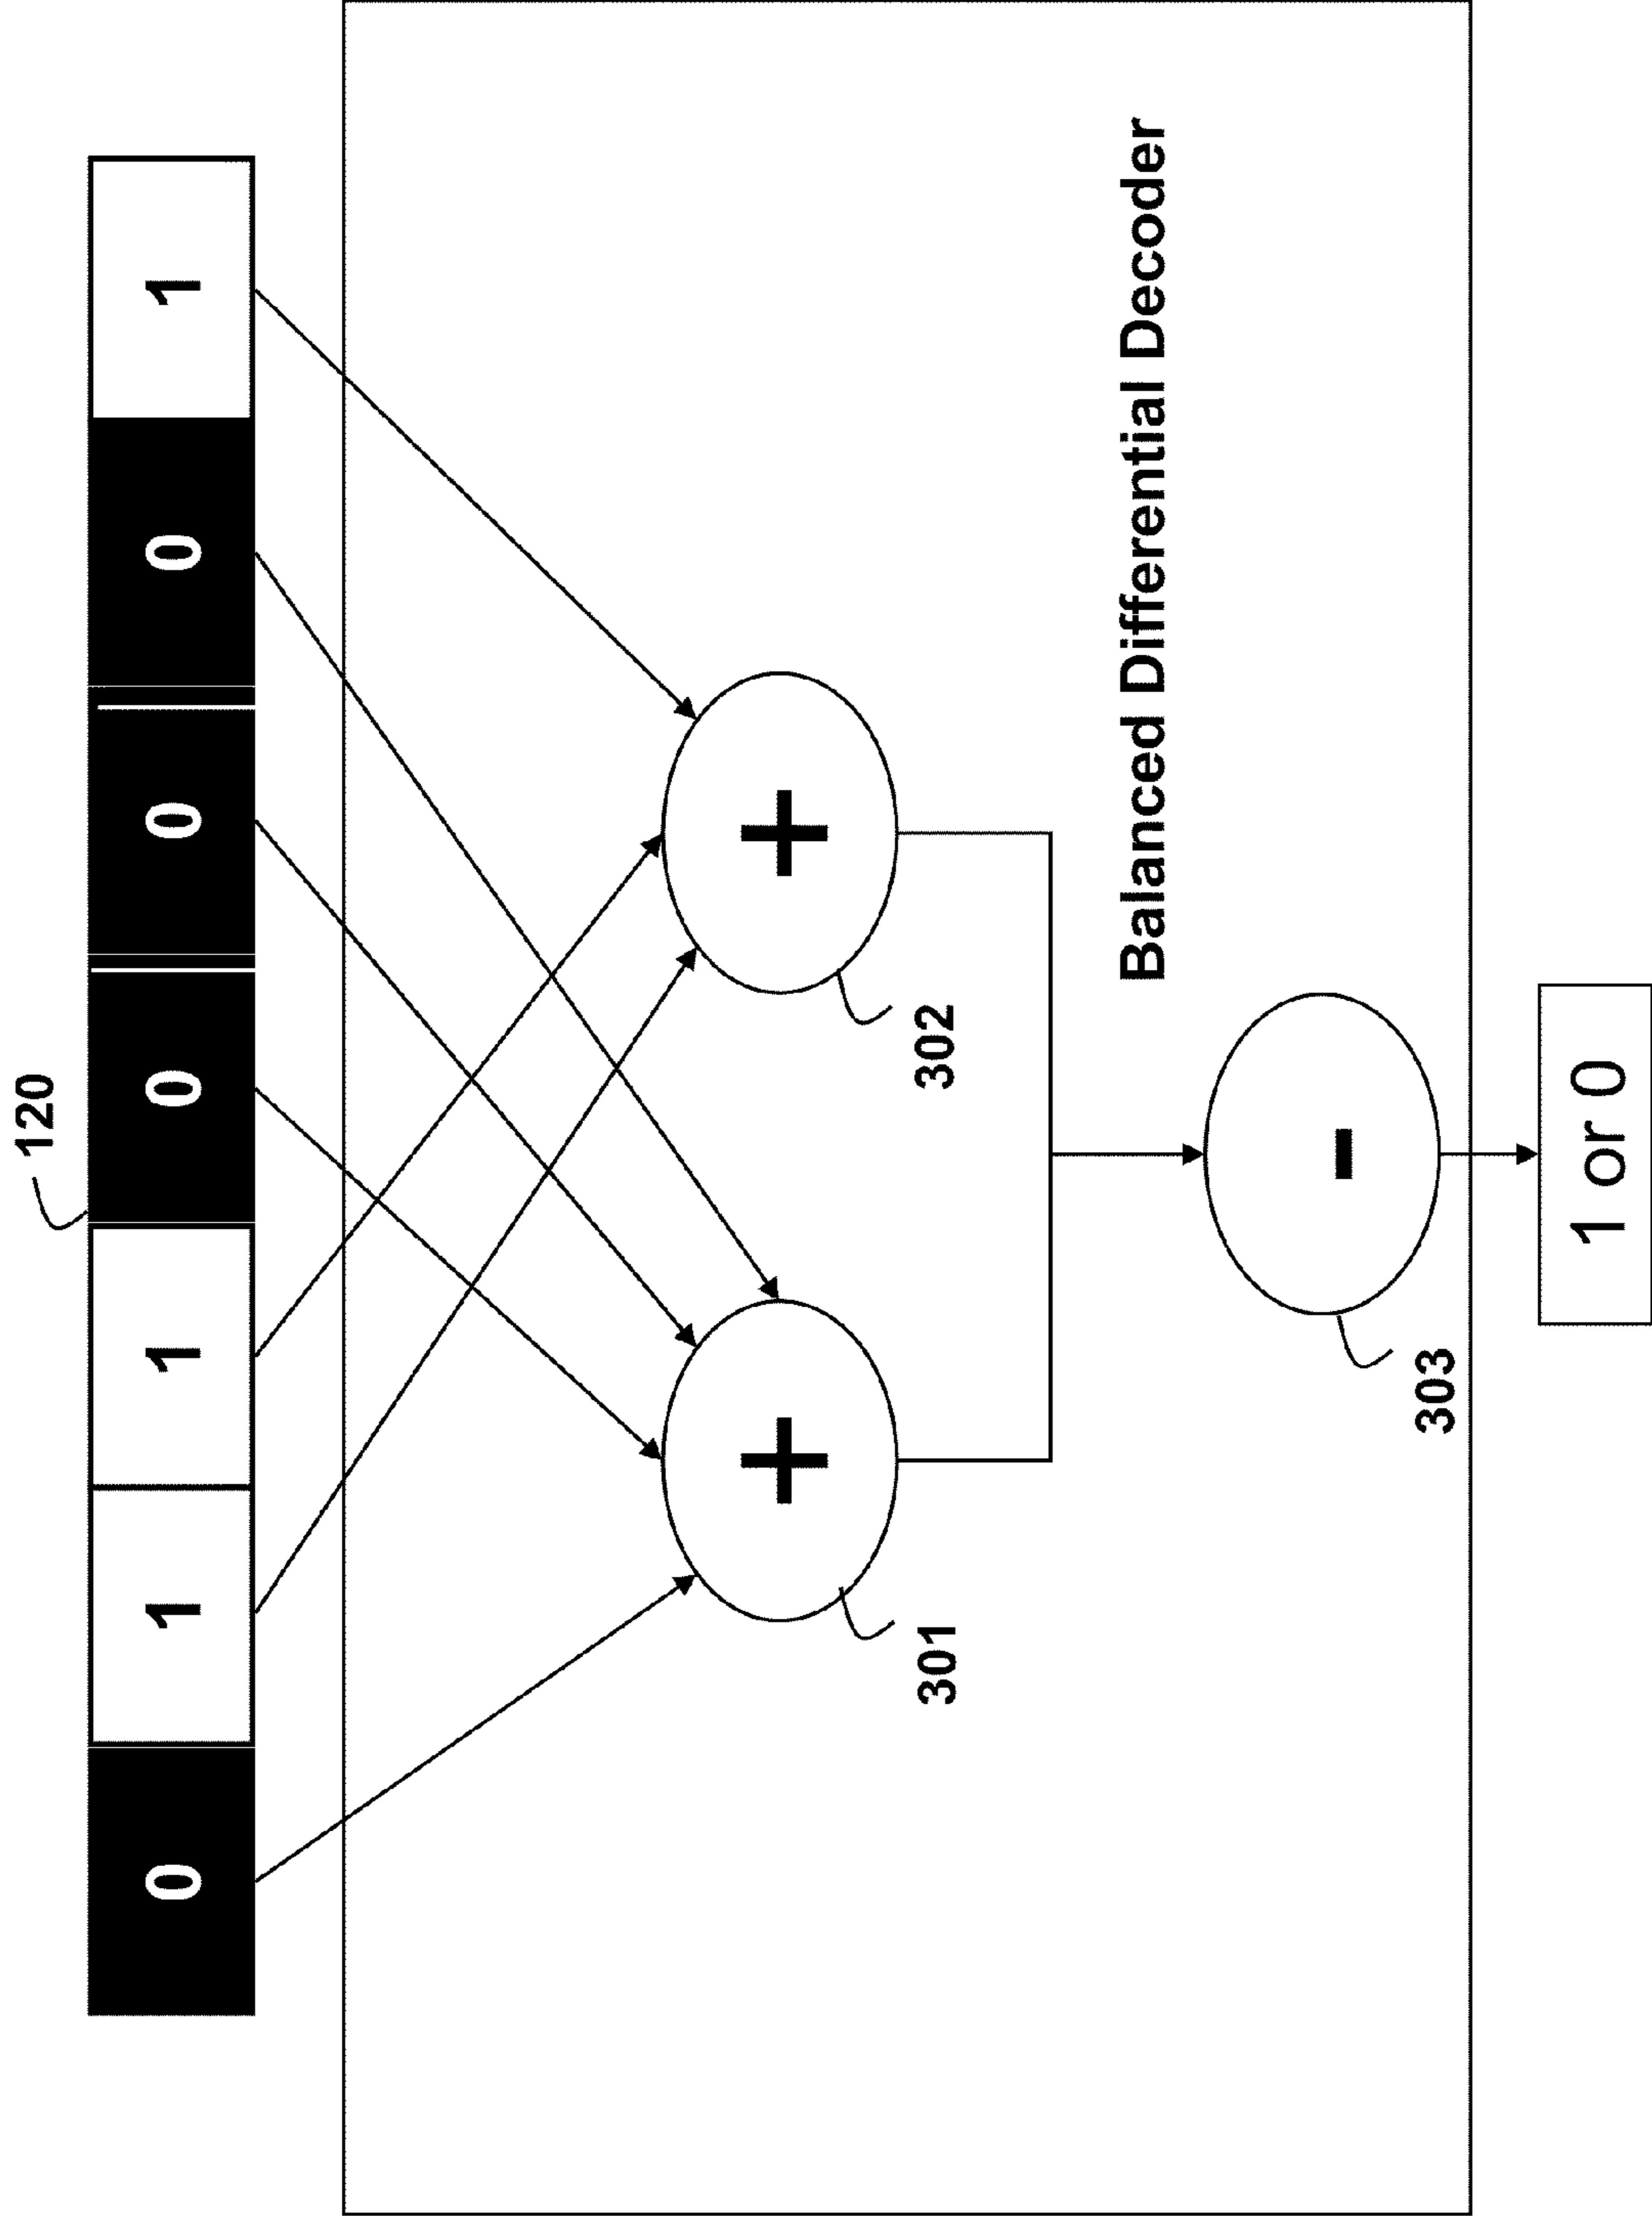 120
0 1 1 0 0 0 1
+ +
301 302
Balanced Differential Decoder
-
303
1 or 0